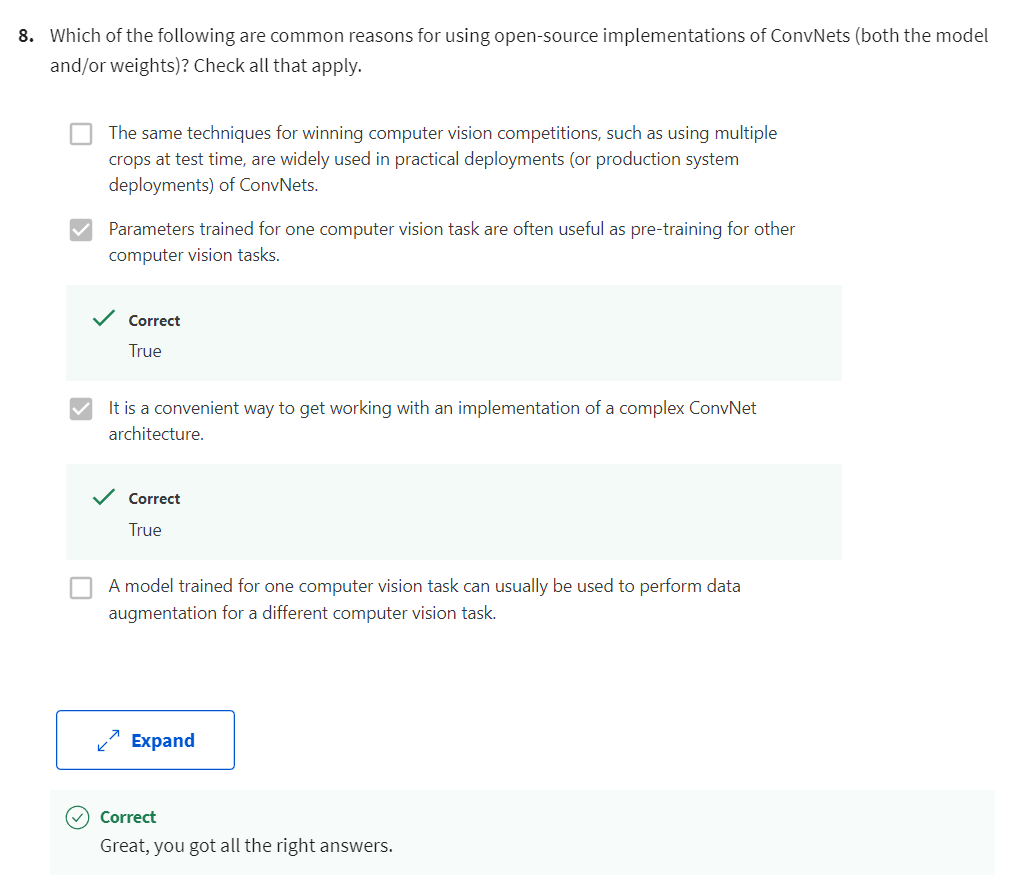 8. Which of the following are common reasons for using open-source implementations of ConvNets (both the model
and/or weights)? Check all that apply.
The same techniques for winning computer vision competitions, such as using multiple
crops at test time, are widely used in practical deployments (or production system
deployments) of ConvNets.
Parameters trained for one computer vision task are often useful as pre-training for other
computer vision tasks.
Correct
True
It is a convenient way to get working with an implementation of a complex ConvNet
architecture.
Correct
True
A model trained for one computer vision task can usually be used to perform data
augmentation for a different computer vision task.
Expand
Correct
Great, you got all the right answers.